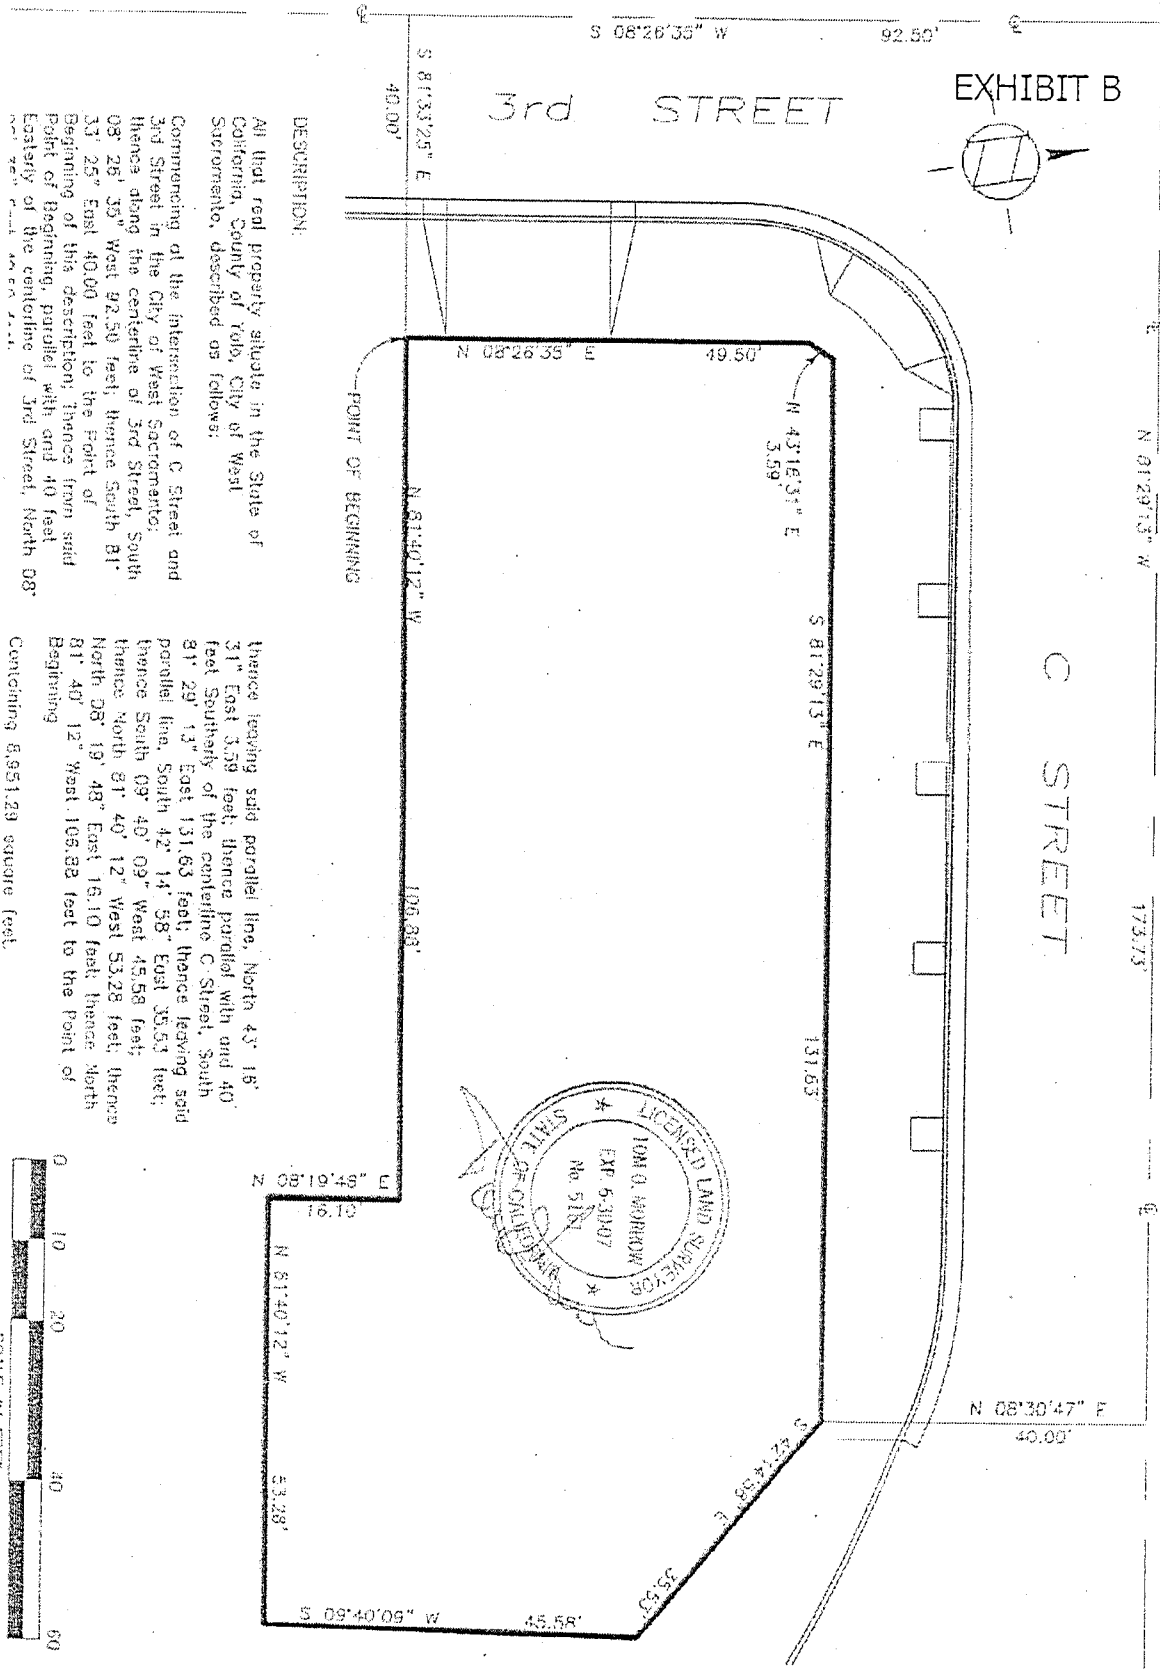 EXHIBIT B
S 08°26'35" W 92.50'
3rd STREET
S 81°33'25" E
40.00'
N 81°29'13" W 173.73'
C STREET
N 08°26'35" E 49.50'
N 43°16'31" E
3.59'
S 81°29'13" E 131.63'
POINT OF BEGINNING
N 81°40'12" W 106.88'
N 08°19'48" E
16.10'
N 81°40'12" W 53.28'
S 09°40'09" W 45.58'
S 42°14'58" E 35.53'
N 08°30'47" E
40.00'
LICENSED LAND SURVEYOR
STATE OF CALIFORNIA
TOM O. MORROW
EXP. 6-30-07
No. 5161
DESCRIPTION:
All that real property situate in the State of
California, County of Yolo, City of West
Sacramento, described as follows:
Commencing at the intersection of C Street and
3rd Street in the City of West Sacramento;
thence along the centerline of 3rd Street, South
08° 26' 35" West 92.50 feet; thence South 81°
33' 25" East 40.00 feet to the Point of
Beginning of this description; thence from said
Point of Beginning, parallel with and 40 feet
Easterly of the centerline of 3rd Street, North 08°
thence leaving said parallel line, North 43° 16'
31" East 3.59 feet; thence parallel with and 40
feet Southerly of the centerline C Street, South
81° 29' 13" East 131.63 feet; thence leaving said
parallel line, South 42° 14' 58" East 35.53 feet;
thence South 09° 40' 09" West 45.58 feet;
thence North 81° 40' 12" West 53.28 feet; thence
North 08° 19' 48" East 16.10 feet; thence North
81° 40' 12" West 106.88 feet to the Point of
Beginning
Containing 8,951.29 square feet.
0 10 20 40 60